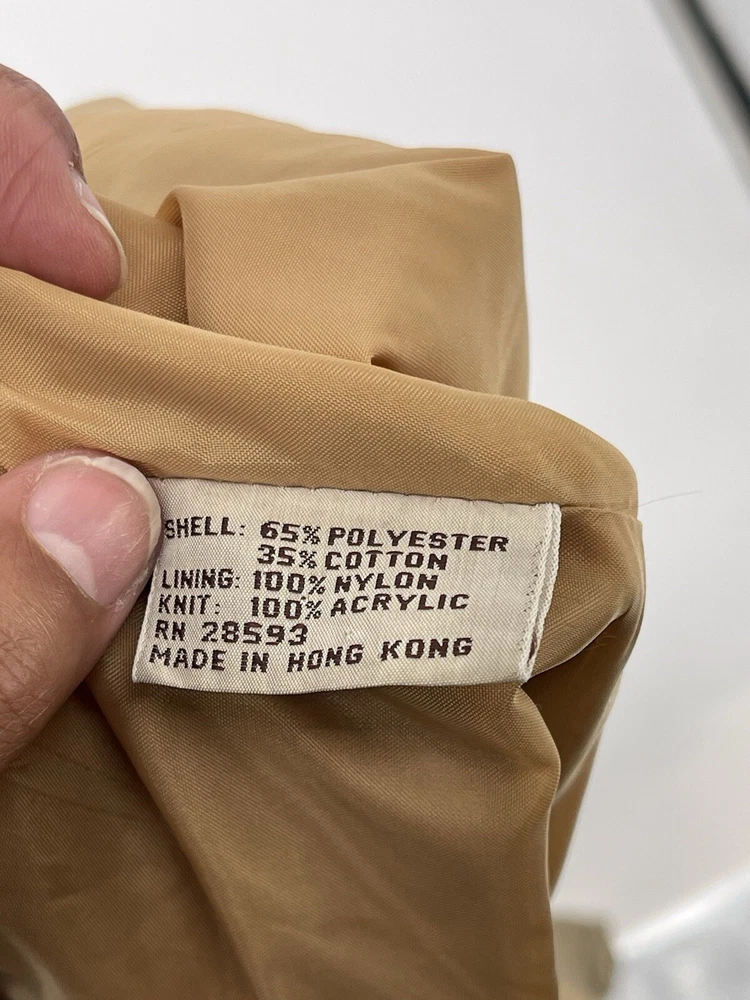 SHELL: 65% POLYESTER
35% COTTON
LINING: 100% NYLON
KNIT: 100% ACRYLIC
RN 28593
MADE IN HONG KONG